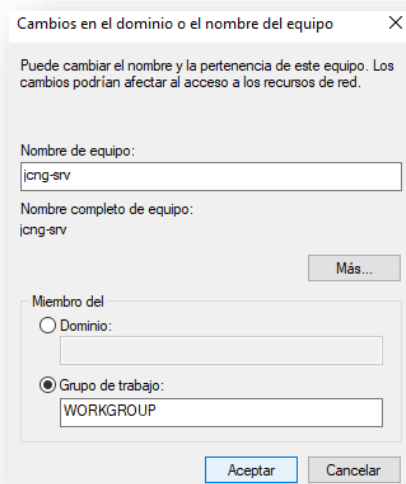 Cambios en el dominio o el nombre del equipo
Puede cambiar el nombre y la pertenencia de este equipo. Los
cambios podrían afectar al acceso a los recursos de red.
Nombre de equipo:
jcng-srv
Nombre completo de equipo:
jcng-srv
Más...
Miembro del
Dominio:
Grupo de trabajo:
WORKGROUP
Aceptar
Cancelar